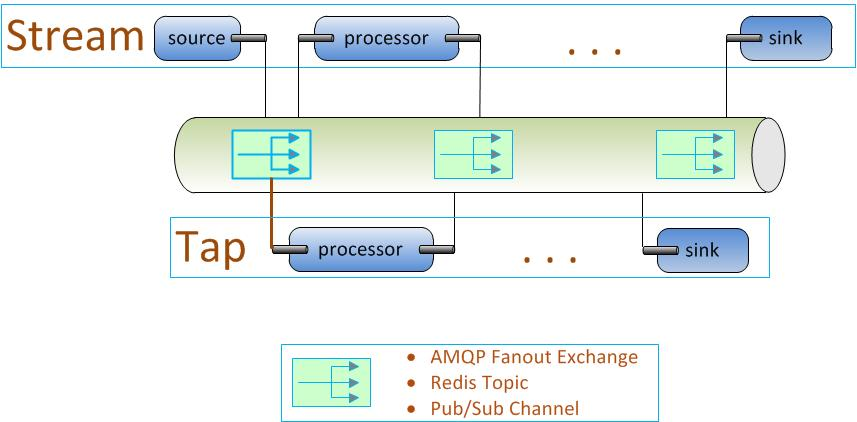 Stream
source
processor
. . .
sink
Tap
processor
. . .
sink
• AMQP Fanout Exchange
• Redis Topic
• Pub/Sub Channel